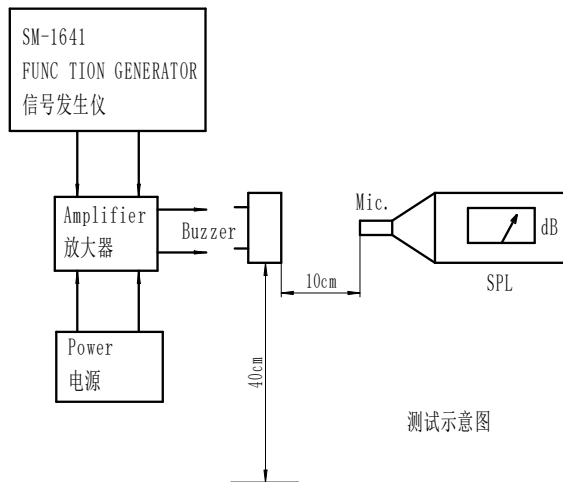 SM-1641
FUNC TION GENERATOR
信号发生仪
Amplifier
放大器
Buzzer
Mic.
dB
SPL
10cm
40cm
Power
电源
测试示意图